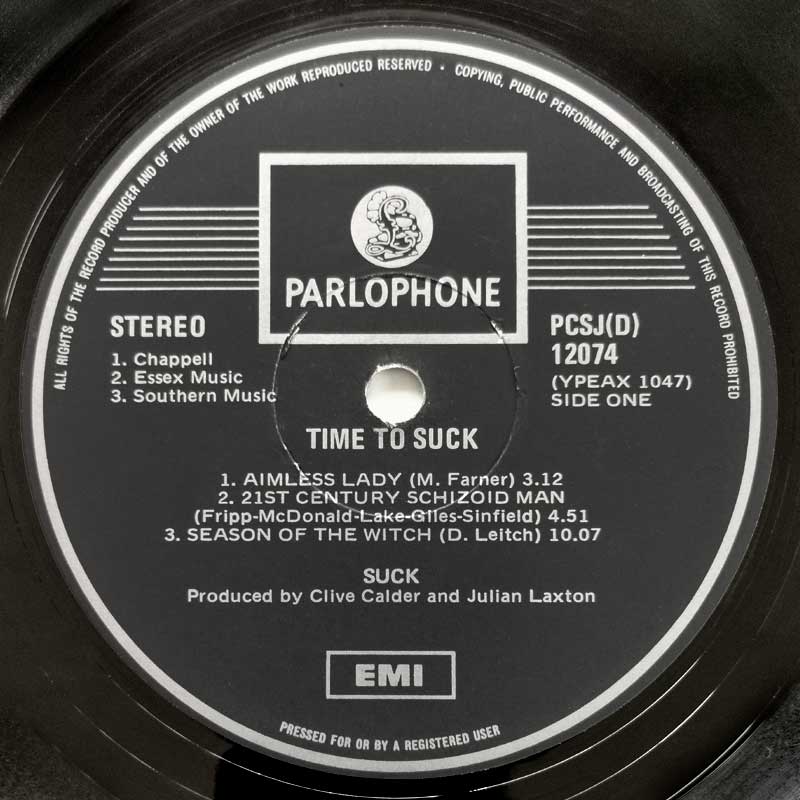 ALL RIGHTS OF THE RECORD PRODUCER AND OF THE OWNER OF THE WORK REPRODUCED RESERVED · COPYING, PUBLIC PERFORMANCE AND BROADCASTING OF THIS RECORD PROHIBITED
PARLOPHONE
STEREO
1. Chappell
2. Essex Music
3. Southern Music
PCSJ(D)
12074
(YPEAX 1047)
SIDE ONE
TIME TO SUCK
1. AIMLESS LADY (M. Farner) 3.12
2. 21ST CENTURY SCHIZOID MAN
(Fripp-McDonald-Lake-Giles-Sinfield) 4.51
3. SEASON OF THE WITCH (D. Leitch) 10.07
SUCK
Produced by Clive Calder and Julian Laxton
EMI
PRESSED FOR OR BY A REGISTERED USER